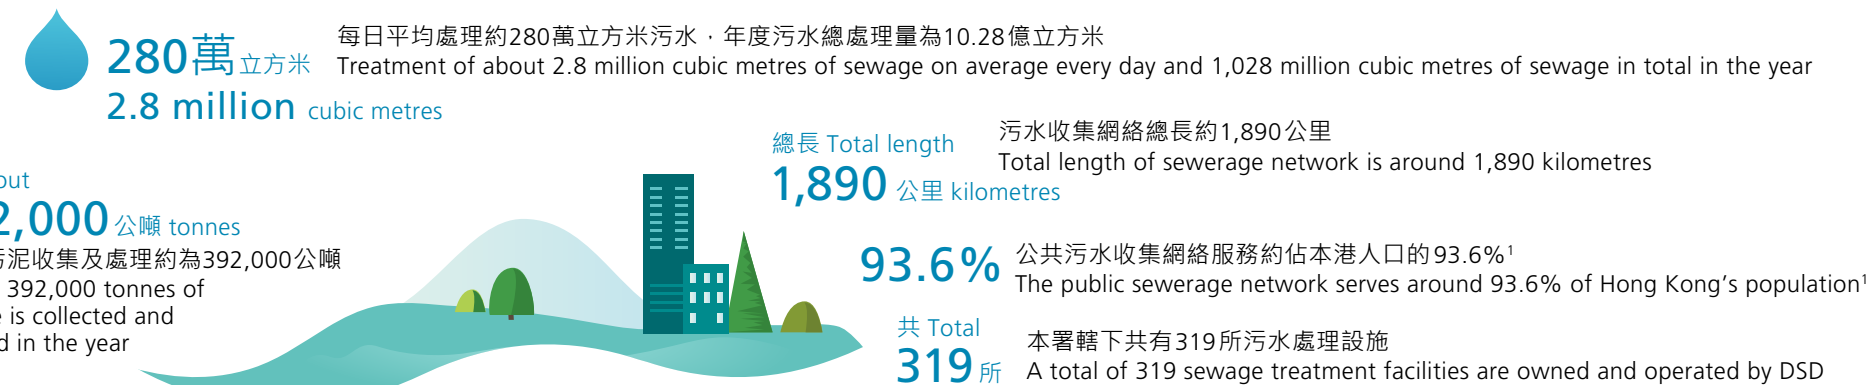 280萬立方米
2.8 million cubic metres
每日平均處理約280萬立方米污水，年度污水總處理量為10.28億立方米
Treatment of about 2.8 million cubic metres of sewage on average every day and 1,028 million cubic metres of sewage in total in the year
總長 Total length
1,890 公里 kilometres
污水收集網絡總長約1,890公里
Total length of sewerage network is around 1,890 kilometres
2,000 公噸 tonnes
泥收集及處理約為392,000公噸
392,000 tonnes of
is collected and
in the year
93.6%
公共污水收集網絡服務約佔本港人口的93.6%¹
The public sewerage network serves around 93.6% of Hong Kong's population¹
共 Total
319 所
本署轄下共有319所污水處理設施
A total of 319 sewage treatment facilities are owned and operated by DSD